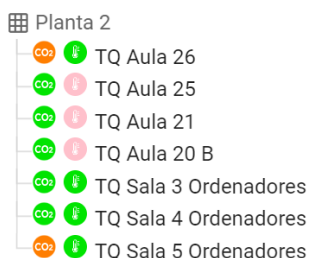 Planta 2
CO2 TQ Aula 26
CO2 TQ Aula 25
CO2 TQ Aula 21
CO2 TQ Aula 20 B
CO2 TQ Sala 3 Ordenadores
CO2 TQ Sala 4 Ordenadores
CO2 TQ Sala 5 Ordenadores